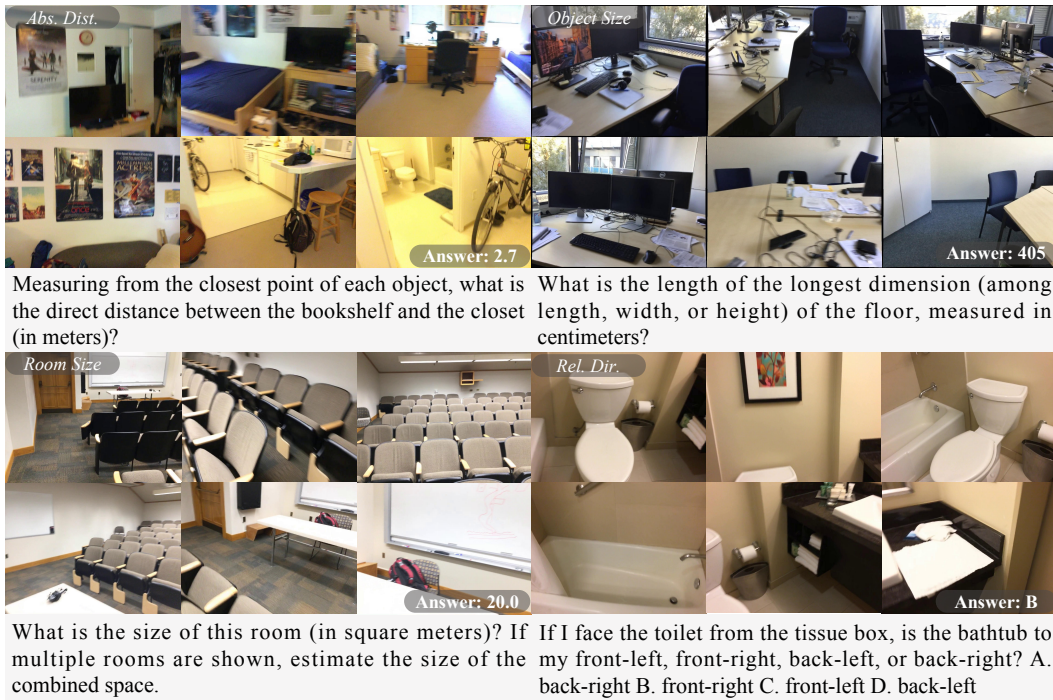 Abs. Dist.
SERENITY
MILLENNIUM
ACTRESS
Answer: 2.7
Measuring from the closest point of each object, what is
the direct distance between the bookshelf and the closet
(in meters)?
Object Size
Answer: 405
What is the length of the longest dimension (among
length, width, or height) of the floor, measured in
centimeters?
Room Size
Answer: 20.0
What is the size of this room (in square meters)? If
multiple rooms are shown, estimate the size of the
combined space.
Rel. Dir.
Answer: B
If I face the toilet from the tissue box, is the bathtub to
my front-left, front-right, back-left, or back-right? A.
back-right B. front-right C. front-left D. back-left